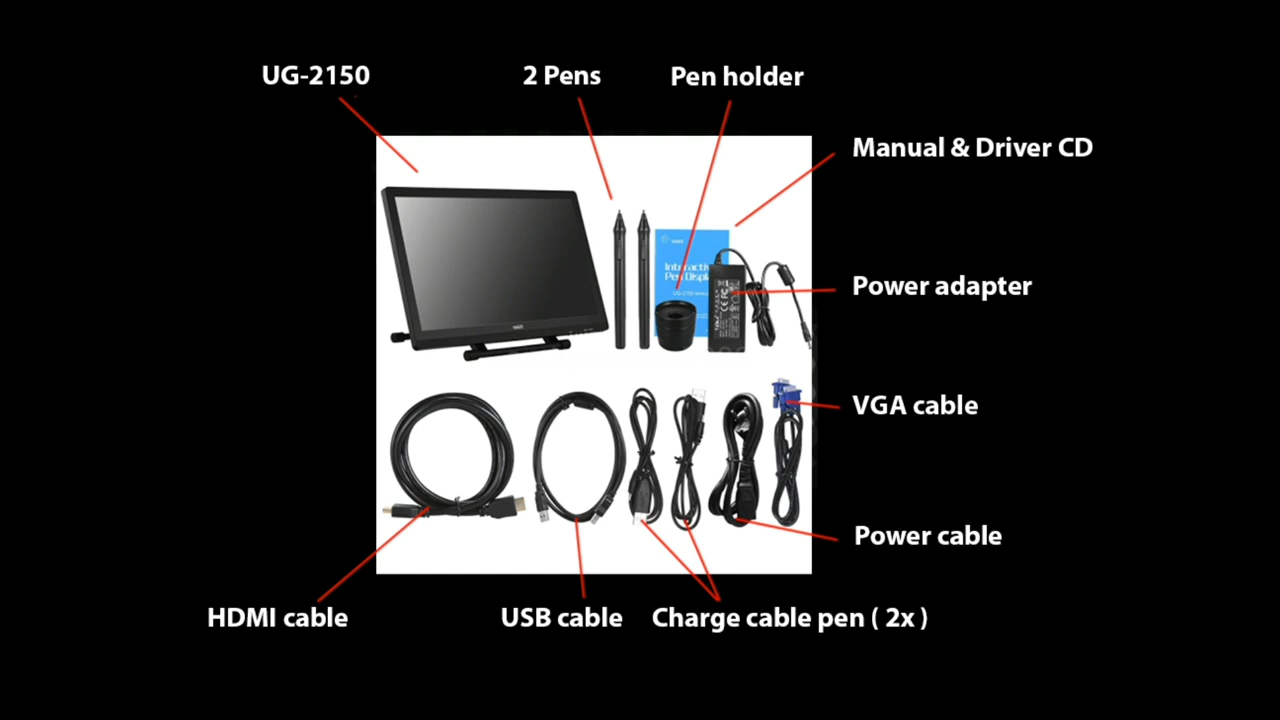 UG-2150
2 Pens
Pen holder
Manual & Driver CD
Power adapter
VGA cable
Power cable
HDMI cable
USB cable
Charge cable pen ( 2x )